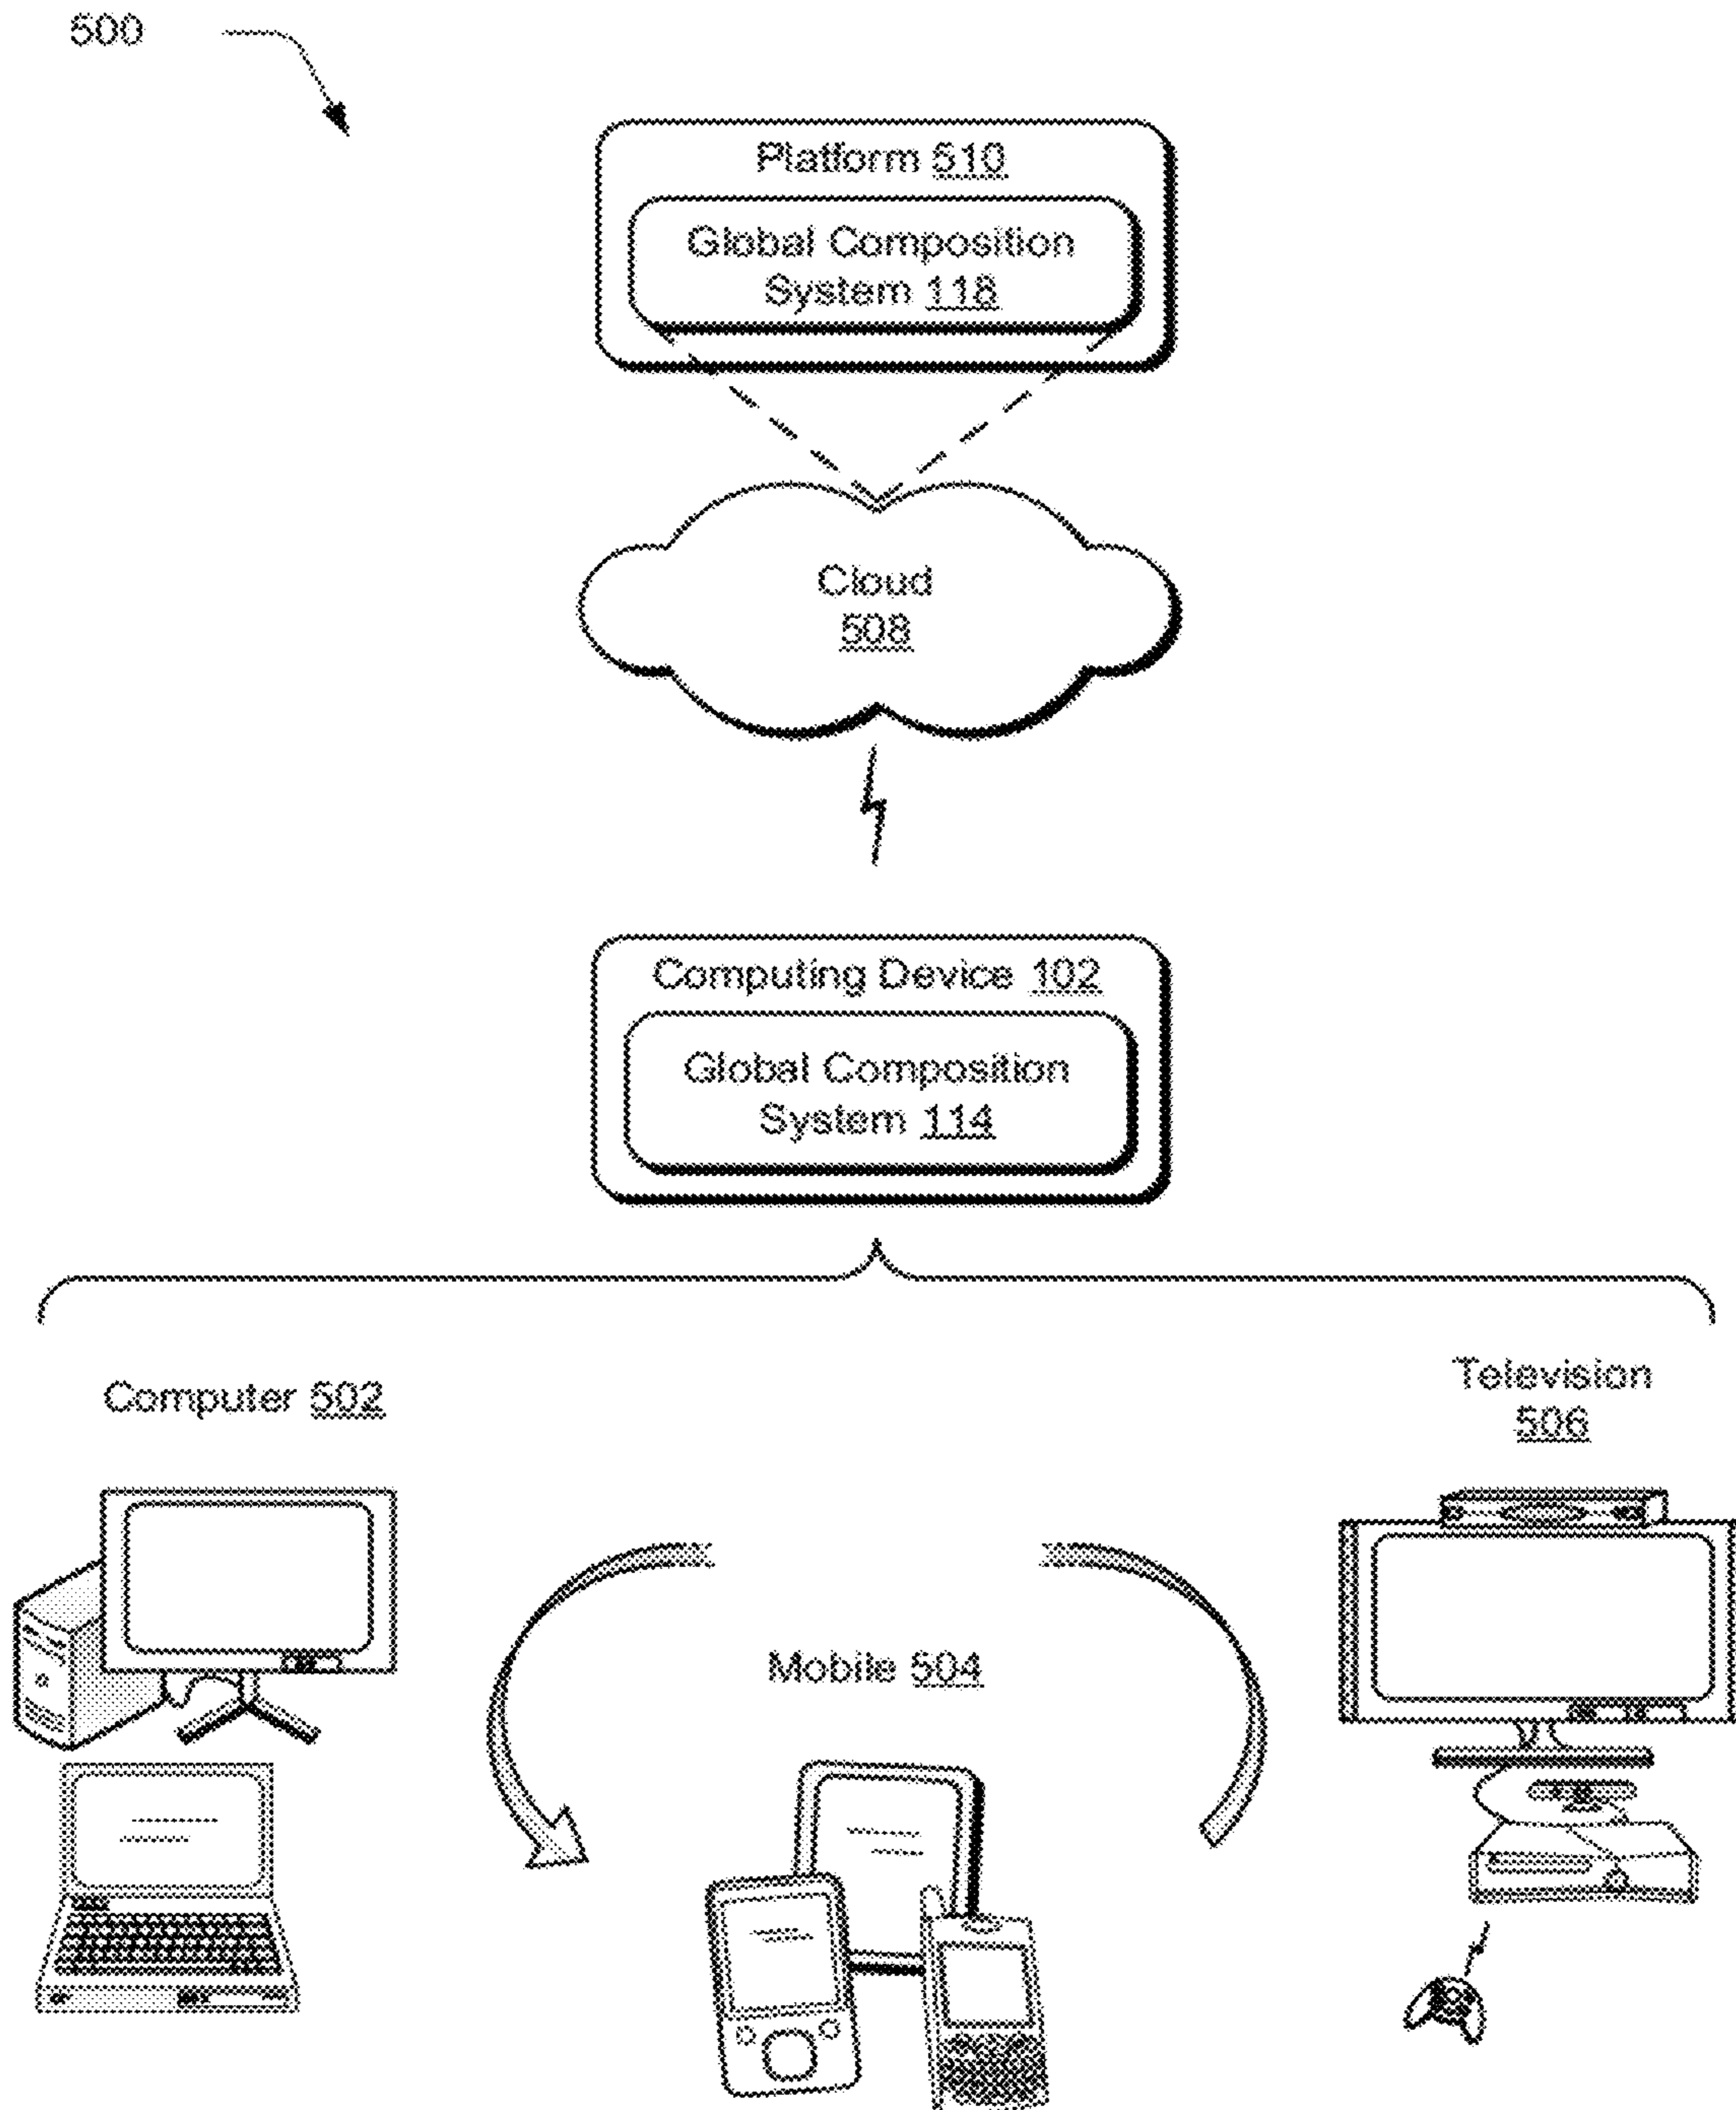 500
Platform 510
Global Composition
System 118
Cloud
508
Computing Device 102
Global Composition
System 114
Computer 502
Television
506
Mobile 504